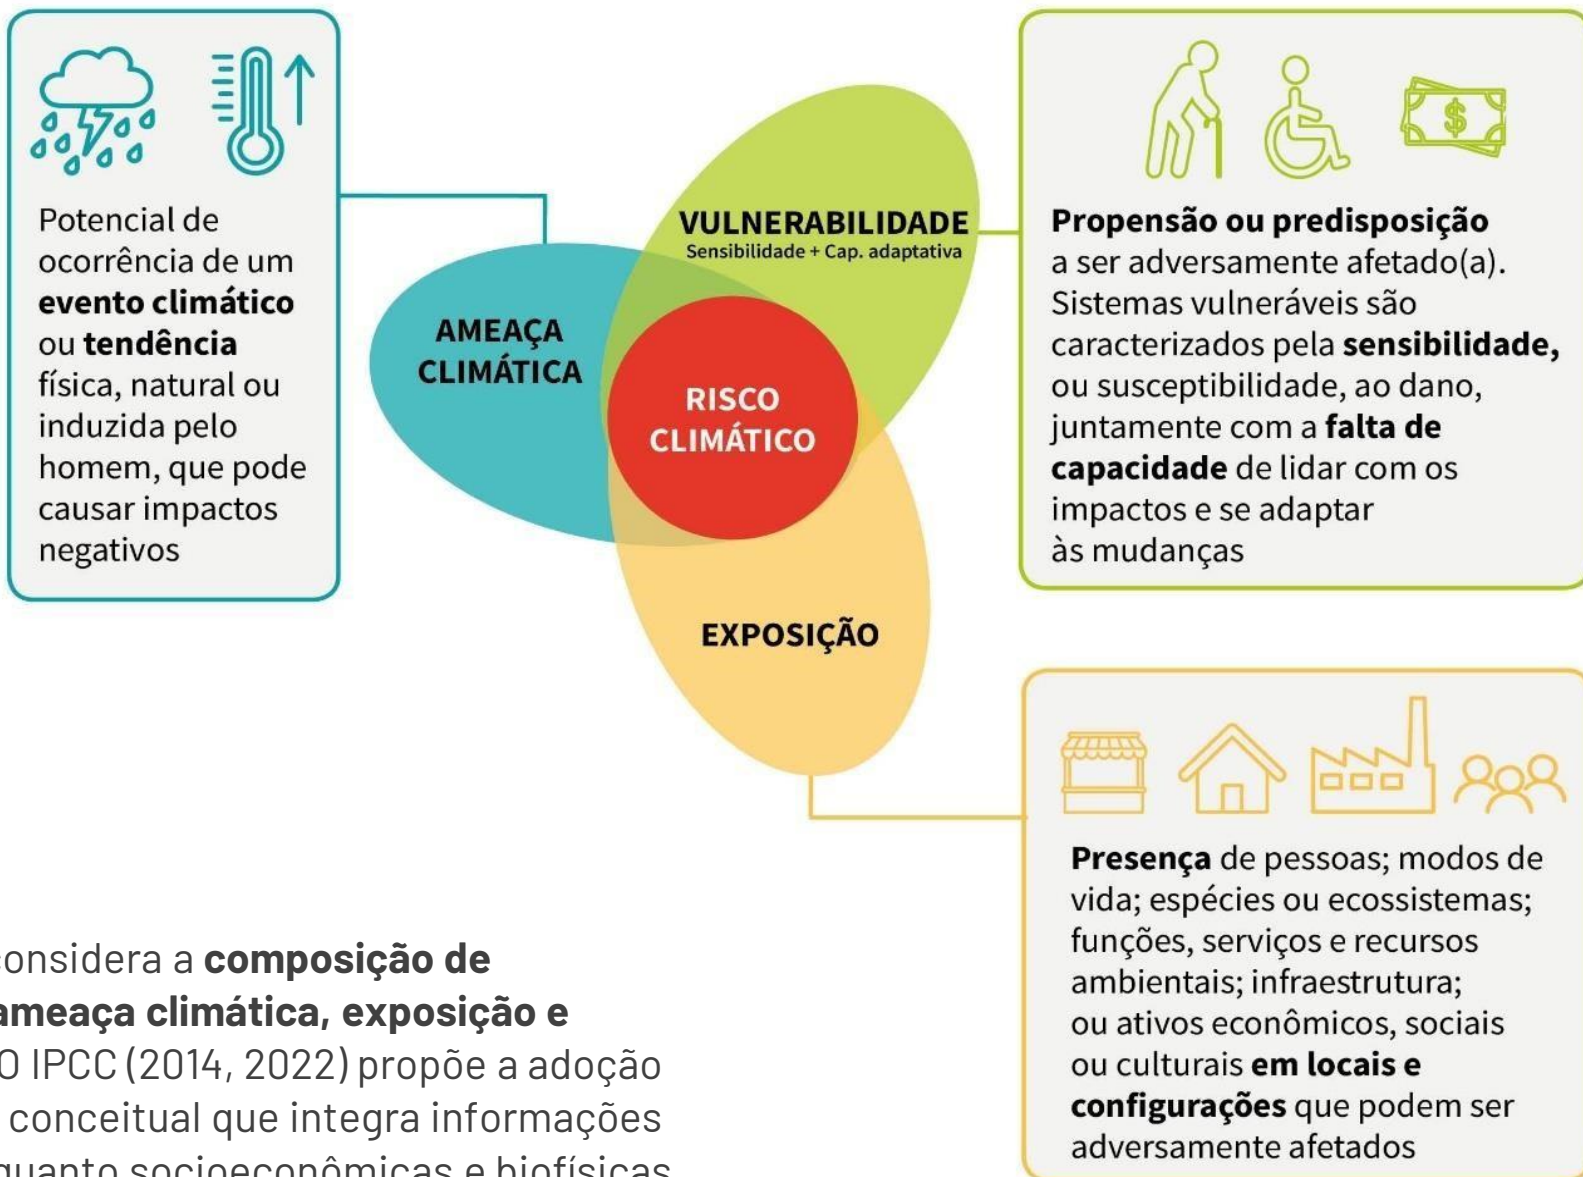 Potencial de
ocorrência de um
evento climático
ou tendência
física, natural ou
induzida pelo
homem, que pode
causar impactos
negativos
VULNERABILIDADE
Sensibilidade + Cap. adaptativa
AMEAÇA
CLIMÁTICA
RISCO
CLIMÁTICO
EXPOSIÇÃO
$
Propensão ou predisposição
a ser adversamente afetado(a).
Sistemas vulneráveis são
caracterizados pela sensibilidade,
ou susceptibilidade, ao dano,
juntamente com a falta de
capacidade de lidar com os
impactos e se adaptar
às mudanças
Presença de pessoas; modos de
vida; espécies ou ecossistemas;
funções, serviços e recursos
ambientais; infraestrutura;
ou ativos econômicos, sociais
ou culturais em locais e
configurações que podem ser
adversamente afetados
considera a composição de
ameaça climática, exposição e
O IPCC (2014, 2022) propõe a adoção
conceitual que integra informações
quanto socioeconômicas e biofísicas